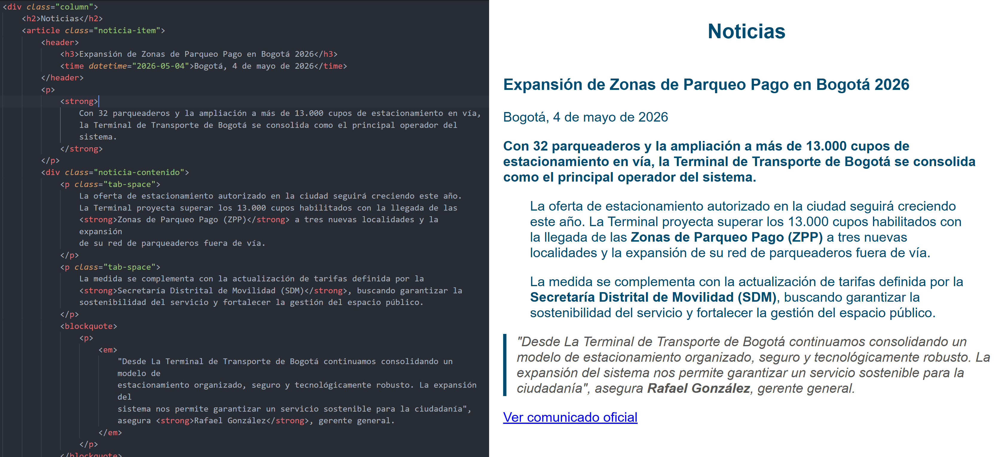 <div class="column">
<h2>Noticias</h2>
<article class="noticia-item">
<header>
<h3>Expansión de Zonas de Parqueo Pago en Bogotá 2026</h3>
<time datetime="2026-05-04">Bogotá, 4 de mayo de 2026</time>
</header>
<p>
<strong>
Con 32 parqueaderos y la ampliación a más de 13.000 cupos de estacionamiento en vía,
la Terminal de Transporte de Bogotá se consolida como el principal operador del
sistema.
</strong>
</p>
<div class="noticia-contenido">
<p class="tab-space">
La oferta de estacionamiento autorizado en la ciudad seguirá creciendo este año.
La Terminal proyecta superar los 13.000 cupos habilitados con la llegada de las
<strong>Zonas de Parqueo Pago (ZPP)</strong> a tres nuevas localidades y la
expansión
de su red de parqueaderos fuera de vía.
</p>
<p class="tab-space">
La medida se complementa con la actualización de tarifas definida por la
<strong>Secretaría Distrital de Movilidad (SDM)</strong>, buscando garantizar la
sostenibilidad del servicio y fortalecer la gestión del espacio público.
</p>
<blockquote>
<p>
<em>
"Desde La Terminal de Transporte de Bogotá continuamos consolidando un
modelo de
estacionamiento organizado, seguro y tecnológicamente robusto. La expansión
del
sistema nos permite garantizar un servicio sostenible para la ciudadanía",
asegura <strong>Rafael González</strong>, gerente general.
</em>
</p>
</blockquote>
Noticias
Expansión de Zonas de Parqueo Pago en Bogotá 2026
Bogotá, 4 de mayo de 2026
Con 32 parqueaderos y la ampliación a más de 13.000 cupos de
estacionamiento en vía, la Terminal de Transporte de Bogotá se consolida
como el principal operador del sistema.
La oferta de estacionamiento autorizado en la ciudad seguirá creciendo
este año. La Terminal proyecta superar los 13.000 cupos habilitados con
la llegada de las Zonas de Parqueo Pago (ZPP) a tres nuevas
localidades y la expansión de su red de parqueaderos fuera de vía.
La medida se complementa con la actualización de tarifas definida por la
Secretaría Distrital de Movilidad (SDM), buscando garantizar la
sostenibilidad del servicio y fortalecer la gestión del espacio público.
"Desde La Terminal de Transporte de Bogotá continuamos consolidando un
modelo de estacionamiento organizado, seguro y tecnológicamente robusto. La
expansión del sistema nos permite garantizar un servicio sostenible para la
ciudadanía", asegura Rafael González, gerente general.
Ver comunicado oficial